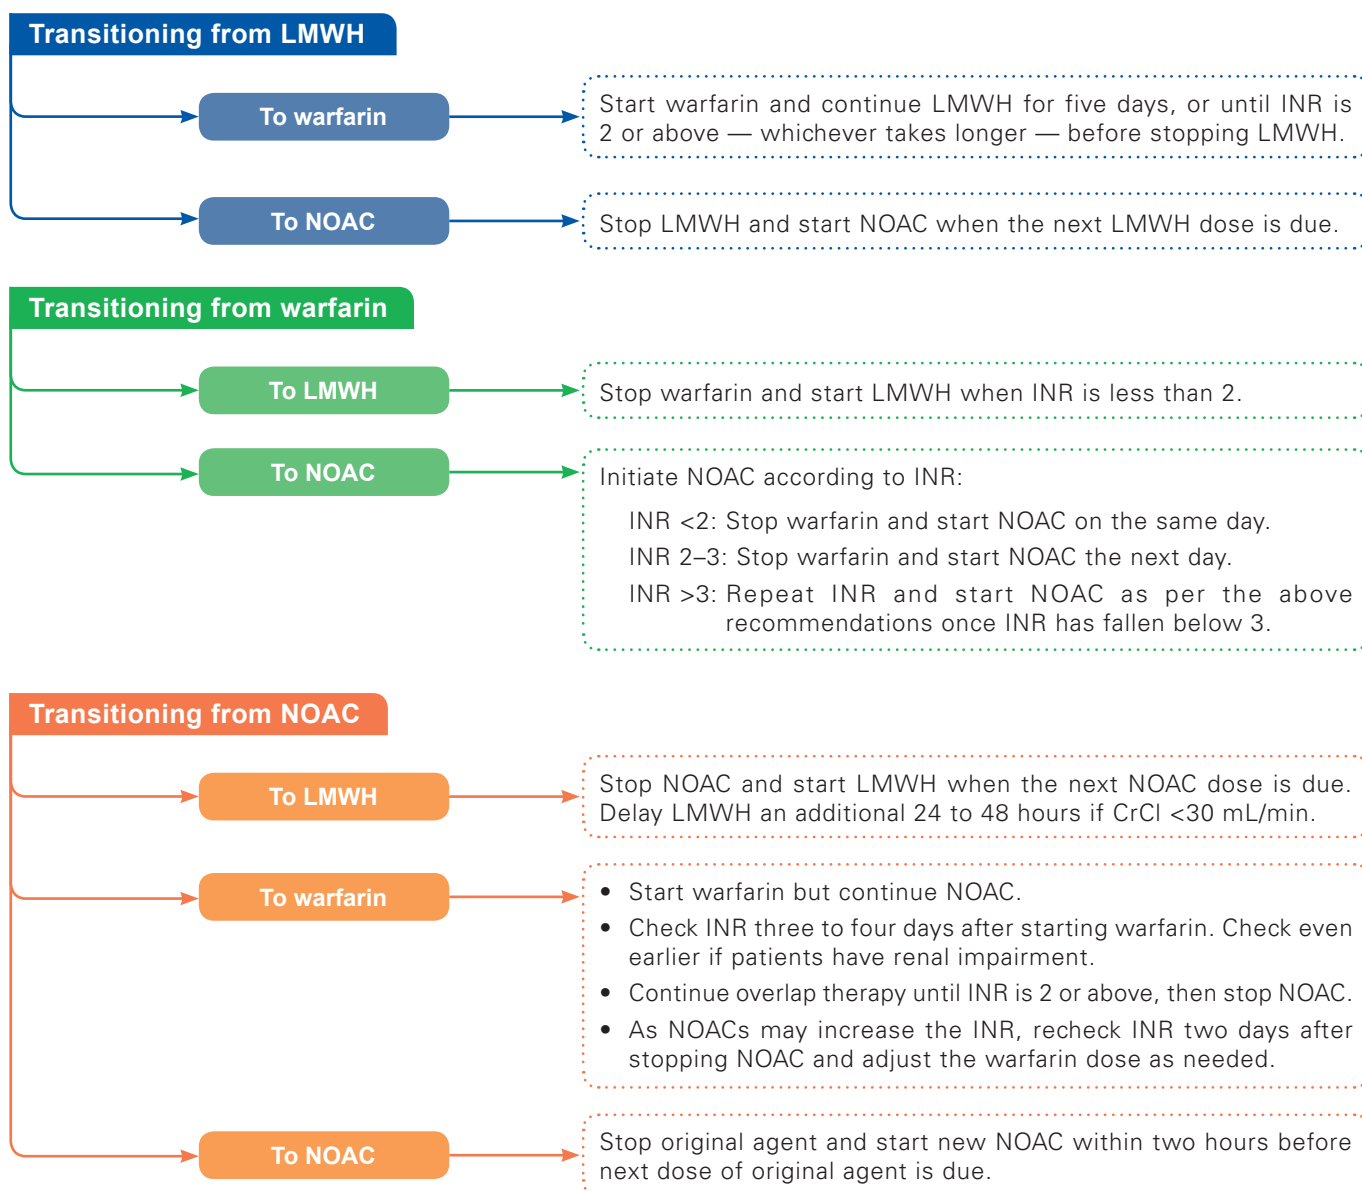 Transitioning from LMWH
To warfarin
Start warfarin and continue LMWH for five days, or until INR is
2 or above — whichever takes longer — before stopping LMWH.
To NOAC
Stop LMWH and start NOAC when the next LMWH dose is due.
Transitioning from warfarin
To LMWH
Stop warfarin and start LMWH when INR is less than 2.
To NOAC
Initiate NOAC according to INR:
INR <2: Stop warfarin and start NOAC on the same day.
INR 2–3: Stop warfarin and start NOAC the next day.
INR >3: Repeat INR and start NOAC as per the above
recommendations once INR has fallen below 3.
Transitioning from NOAC
To LMWH
Stop NOAC and start LMWH when the next NOAC dose is due.
Delay LMWH an additional 24 to 48 hours if CrCl <30 mL/min.
To warfarin
• Start warfarin but continue NOAC.
• Check INR three to four days after starting warfarin. Check even
earlier if patients have renal impairment.
• Continue overlap therapy until INR is 2 or above, then stop NOAC.
• As NOACs may increase the INR, recheck INR two days after
stopping NOAC and adjust the warfarin dose as needed.
To NOAC
Stop original agent and start new NOAC within two hours before
next dose of original agent is due.